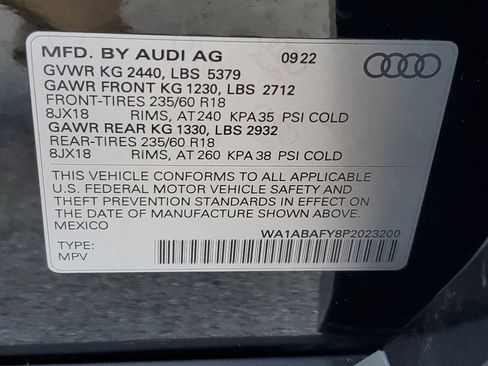 MFD. BY AUDI AG 09 22
GVWR KG 2440, LBS 5379
GAWR FRONT KG 1230, LBS 2712
FRONT-TIRES 235/60 R18
8JX18 RIMS, AT 240 KPA 35 PSI COLD
GAWR REAR KG 1330, LBS 2932
REAR-TIRES 235/60 R18
8JX18 RIMS, AT 260 KPA 38 PSI COLD
THIS VEHICLE CONFORMS TO ALL APPLICABLE
U.S. FEDERAL MOTOR VEHICLE SAFETY AND
THEFT PREVENTION STANDARDS IN EFFECT ON
THE DATE OF MANUFACTURE SHOWN ABOVE.
MEXICO
WA1ABAFY8P2023200
TYPE:
MPV